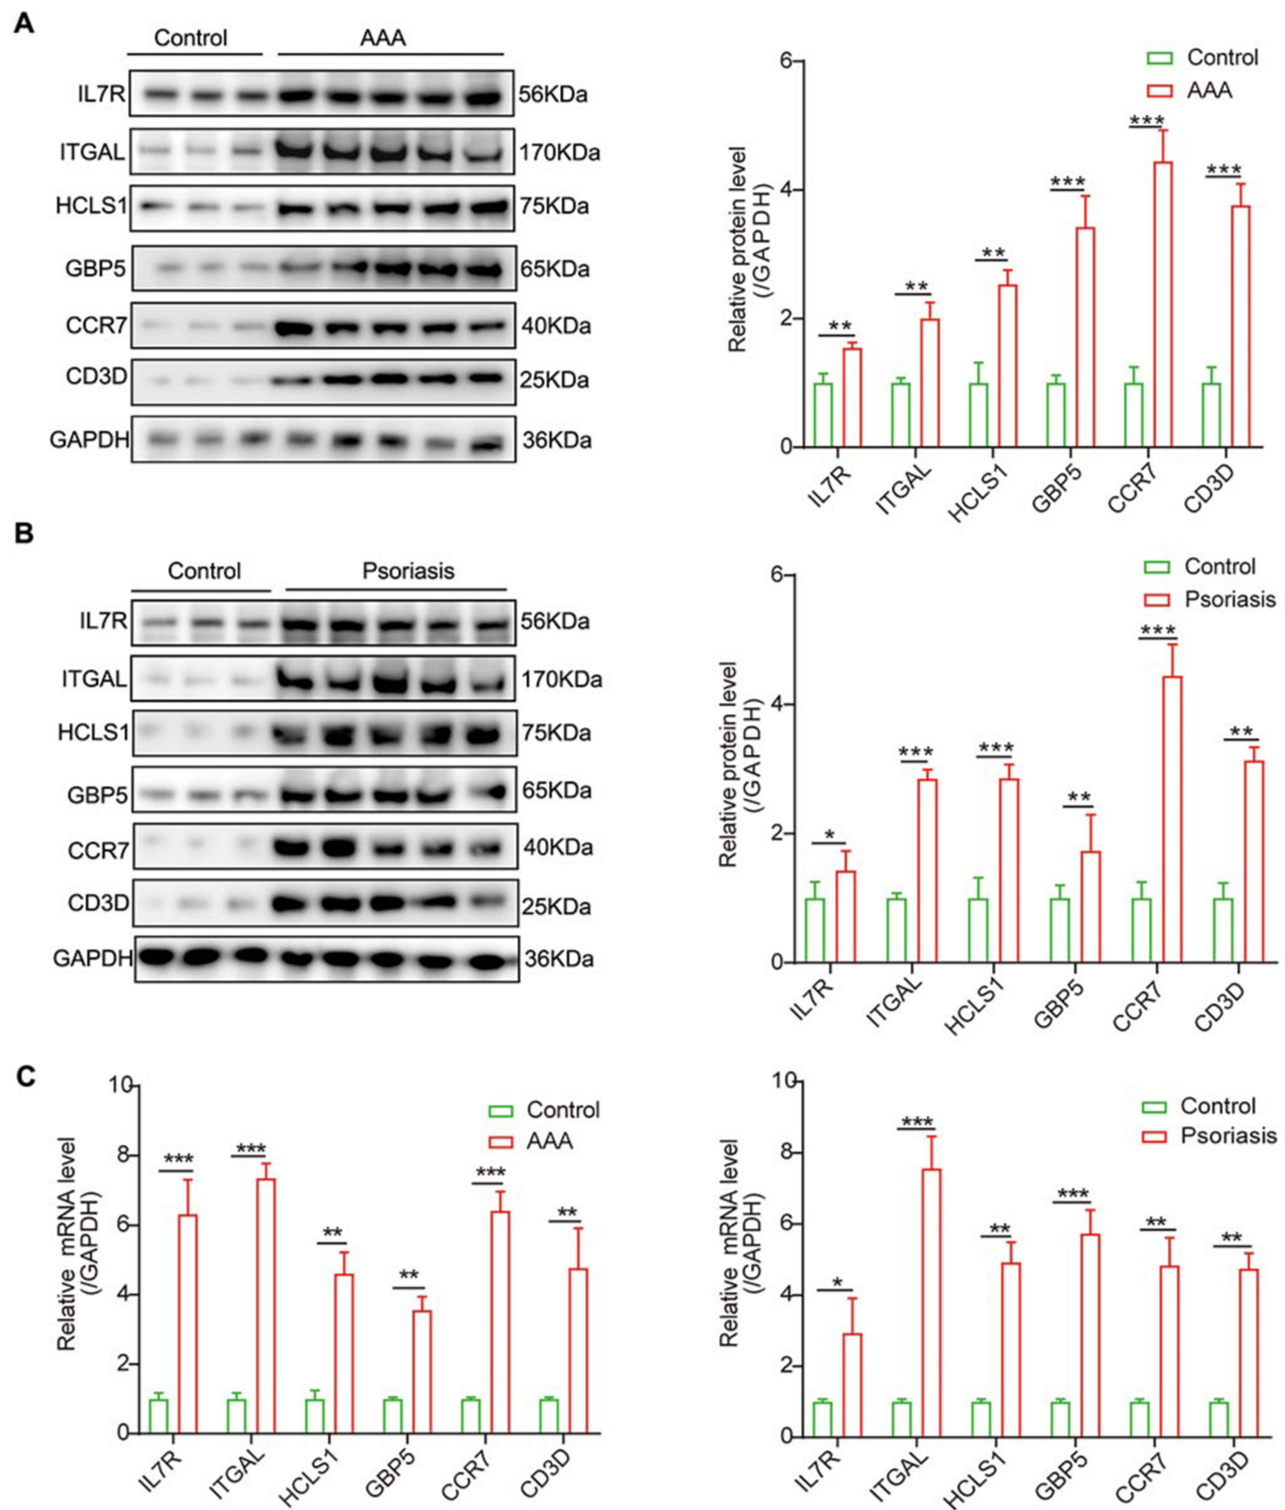 A
Control AAA
IL7R 56KDa
ITGAL 170KDa
HCLS1 75KDa
GBP5 65KDa
CCR7 40KDa
CD3D 25KDa
GAPDH 36KDa
Control
AAA
Relative protein level
(/GAPDH)
6
4
2
0
** ** ** *** *** ***
IL7R ITGAL HCLS1 GBP5 CCR7 CD3D
B
Control Psoriasis
IL7R 56KDa
ITGAL 170KDa
HCLS1 75KDa
GBP5 65KDa
CCR7 40KDa
CD3D 25KDa
GAPDH 36KDa
Control
Psoriasis
Relative protein level
(/GAPDH)
6
4
2
0
* *** *** ** *** **
IL7R ITGAL HCLS1 GBP5 CCR7 CD3D
C
Control
AAA
Relative mRNA level
(/GAPDH)
10
8
6
4
2
0
*** *** ** ** *** **
IL7R ITGAL HCLS1 GBP5 CCR7 CD3D
Control
Psoriasis
Relative mRNA level
(/GAPDH)
10
8
6
4
2
0
* *** ** *** ** **
IL7R ITGAL HCLS1 GBP5 CCR7 CD3D